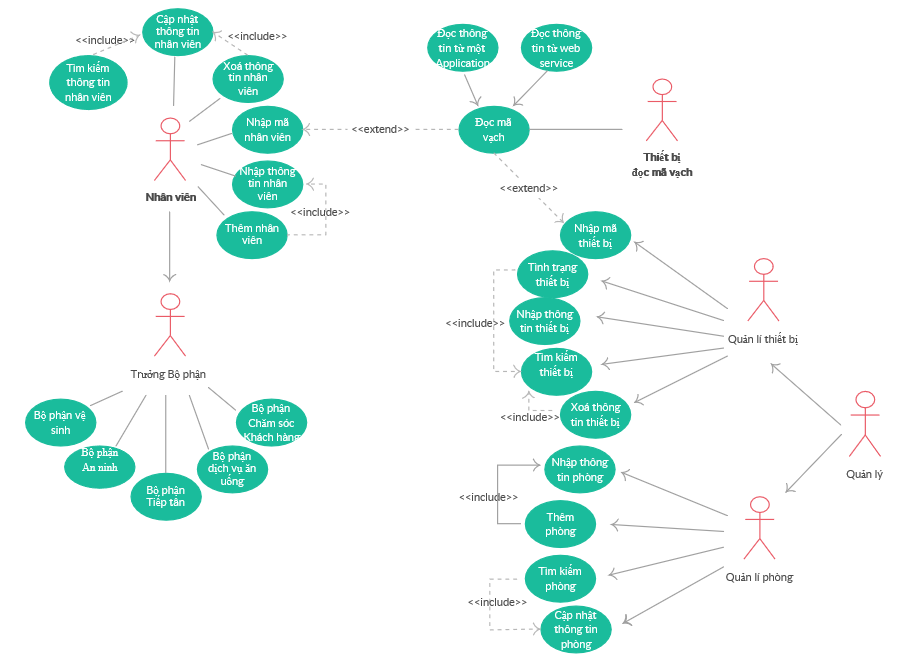 Cập nhật
thông tin
nhân viên
<<include>>
<<include>>
Tìm kiếm
thông tin
nhân viên
Xoá thông
tin nhân
viên
Nhập mã
nhân viên
<<extend>>
Nhập thông
tin nhân
viên
<<include>>
Thêm nhân
viên
Nhân viên
Đọc thông
tin từ một
Application
Đọc thông
tin từ web
service
Đọc mã
vạch
Thiết bị
đọc mã vạch
<<extend>>
Nhập mã
thiết bị
Tình trạng
thiết bị
Nhập thông
tin thiết bị
<<include>>
Tìm kiếm
thiết bị
<<include>>
Xoá thông
tin thiết bị
Quản lí thiết bị
Quản lý
Trưởng Bộ phận
Bộ phận vệ
sinh
Bộ phận
An ninh
Bộ phận
Tiếp tân
Bộ phận
dịch vụ ăn
uống
Bộ phận
Chăm sóc
Khách hàng
Nhập thông
tin phòng
<<include>>
Thêm
phòng
Tìm kiếm
phòng
<<include>>
Cập nhật
thông tin
phòng
Quản lí phòng